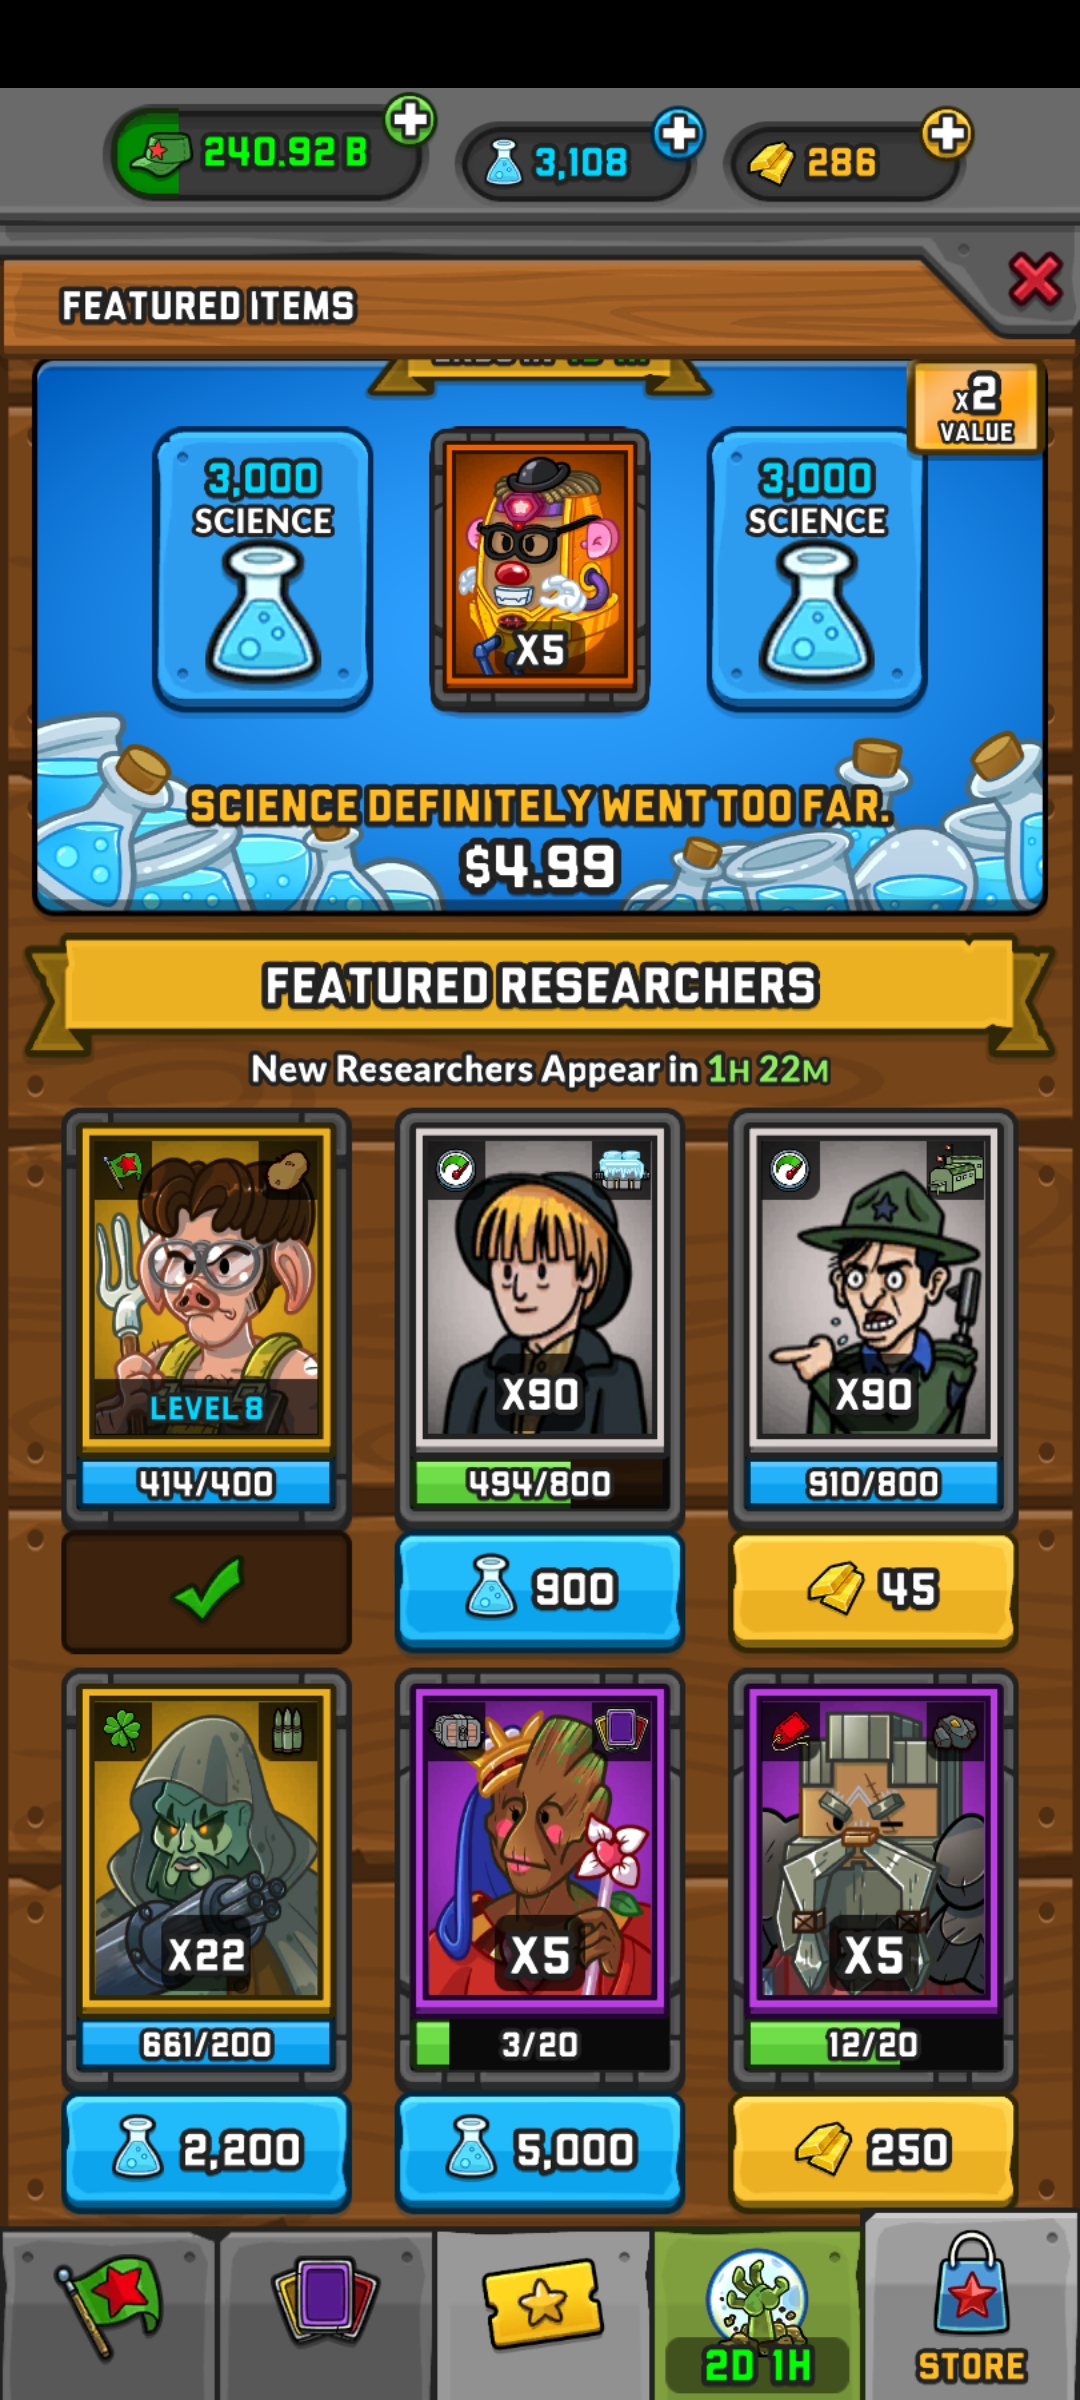 240.92 B
3,108
286
FEATURED ITEMS
X2
VALUE
3,000
SCIENCE
X5
3,000
SCIENCE
SCIENCE DEFINITELY WENT TOO FAR.
$4.99
FEATURED RESEARCHERS
New Researchers Appear in 1H 22M
LEVEL 8
414/400
X90
494/800
X90
910/800
900
45
X22
661/200
X5
3/20
X5
12/20
2,200
5,000
250
2D 1H
STORE